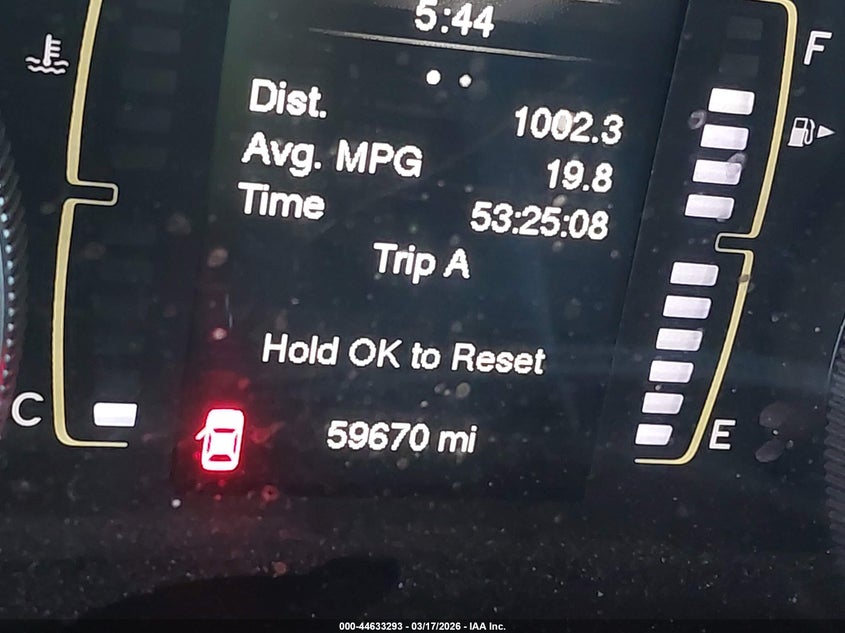 5:44
F
Dist. 1002.3
Avg. MPG 19.8
Time 53:25:08
Trip A
Hold OK to Reset
C
59670 mi
E
000-44633293 - 03/17/2026 - IAA Inc.